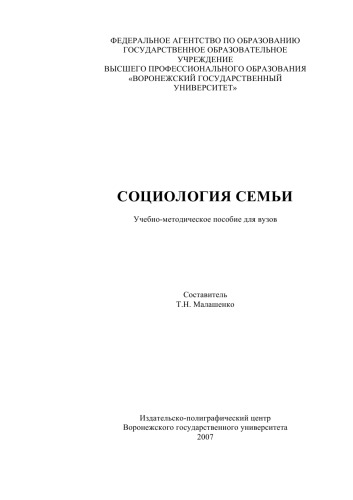 ФЕДЕРАЛЬНОЕ АГЕНТСТВО ПО ОБРАЗОВАНИЮ
ГОСУДАРСТВЕННОЕ ОБРАЗОВАТЕЛЬНОЕ
УЧРЕЖДЕНИЕ
ВЫСШЕГО ПРОФЕССИОНАЛЬНОГО ОБРАЗОВАНИЯ
«ВОРОНЕЖСКИЙ ГОСУДАРСТВЕННЫЙ
УНИВЕРСИТЕТ»
СОЦИОЛОГИЯ СЕМЬИ
Учебно-методическое пособие для вузов
Составитель
Т.Н. Малашенко
Издательско-полиграфический центр
Воронежского государственного университета
2007